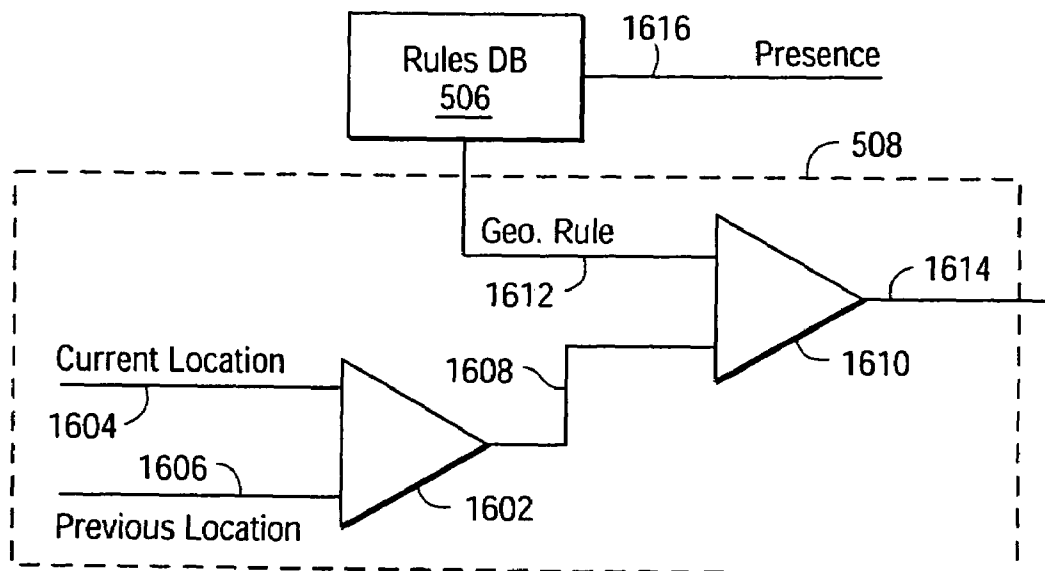 1616
Rules DB
506
Presence
508
Geo. Rule
1612
1614
1610
Current Location
1604
1608
1606
1602
Previous Location